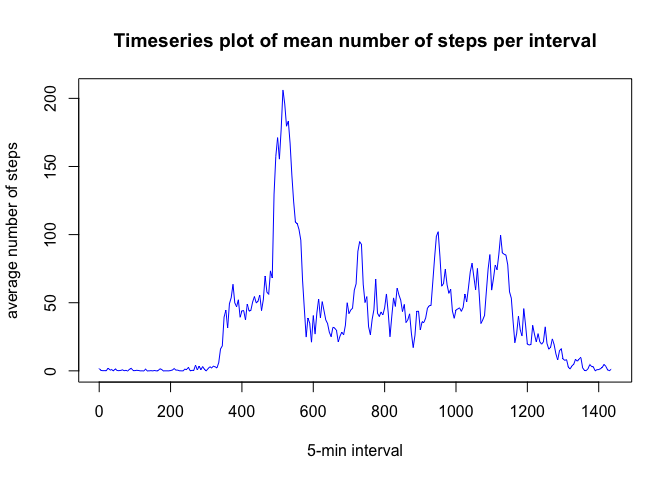 Timeseries plot of mean number of steps per interval
average number of steps
200
150
100
50
0
0 200 400 600 800 1000 1200 1400
5-min interval